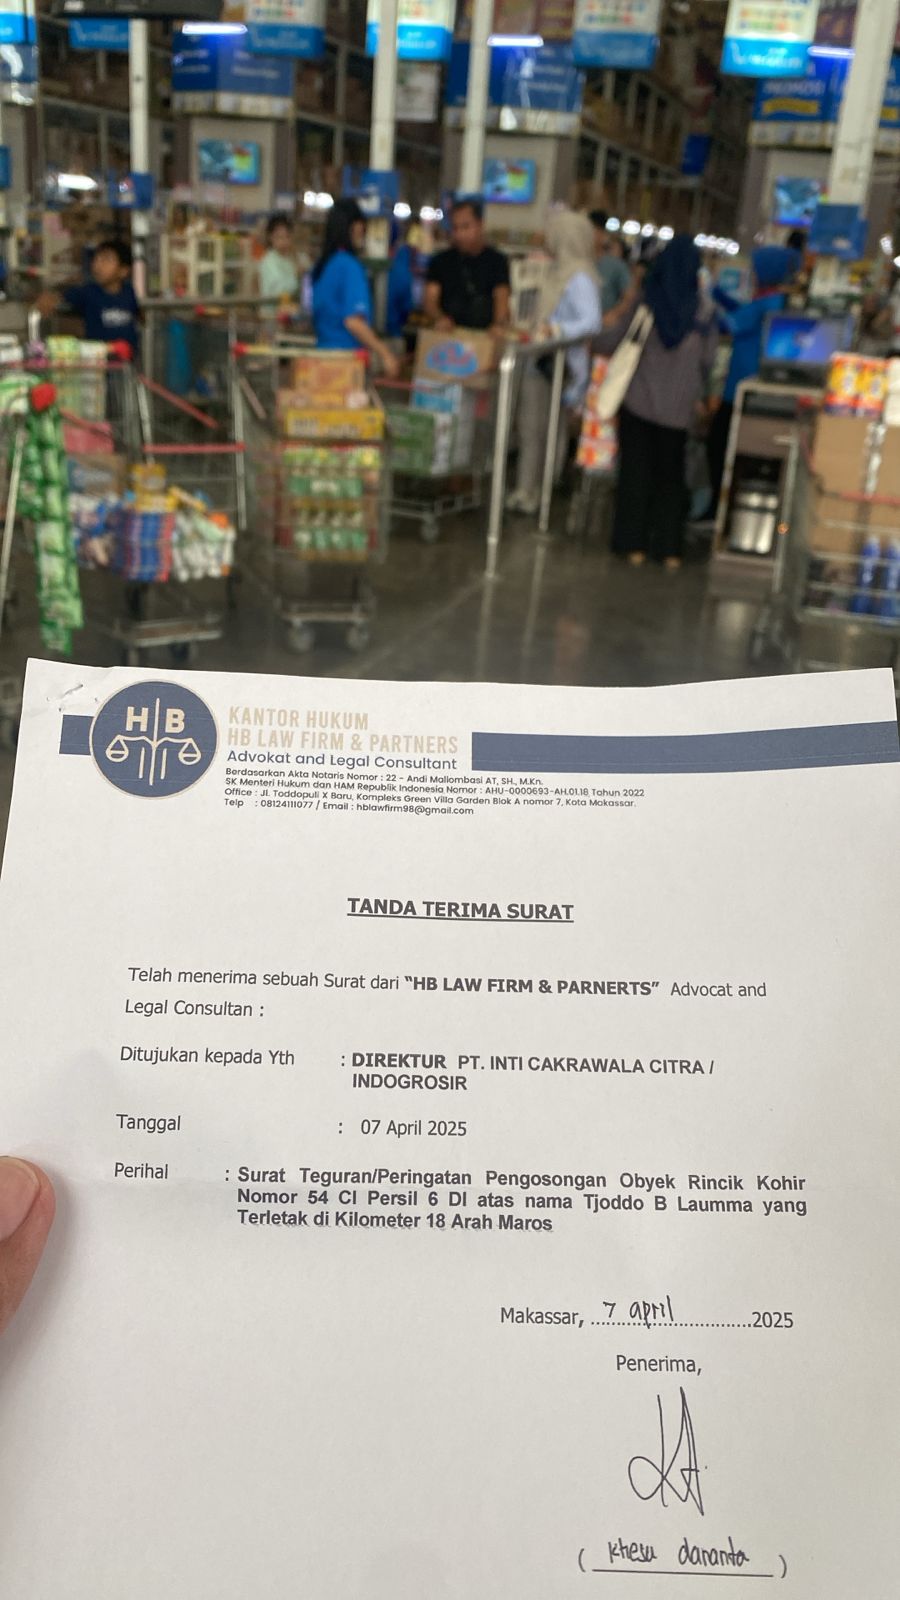 H B
KANTOR HUKUM
HB LAW FIRM & PARTNERS
Advokat and Legal Consultant
Berdasarkan Akta Notaris Nomor : 22 - Andi Mallombasi AT, SH., M.Kn.
SK Menteri Hukum dan HAM Republik Indonesia Nomor : AHU-0000693-AH.01.18 Tahun 2022
Office : Jl. Toddopuli X Baru, Kompleks Green Villa Garden Blok A nomor 7, Kota Makassar.
Telp : 08124111077 / Email : hblawfirm98@gmail.com
TANDA TERIMA SURAT
Telah menerima sebuah Surat dari "HB LAW FIRM & PARNERTS" Advocat and
Legal Consultan :
Ditujukan kepada Yth : DIREKTUR PT. INTI CAKRAWALA CITRA /
INDOGROSIR
Tanggal : 07 April 2025
Perihal : Surat Teguran/Peringatan Pengosongan Obyek Rincik Kohir
Nomor 54 CI Persil 6 DI atas nama Tjoddo B Laumma yang
Terletak di Kilometer 18 Arah Maros
Makassar, 7 april 2025
Penerima,
( Khesu dananta )